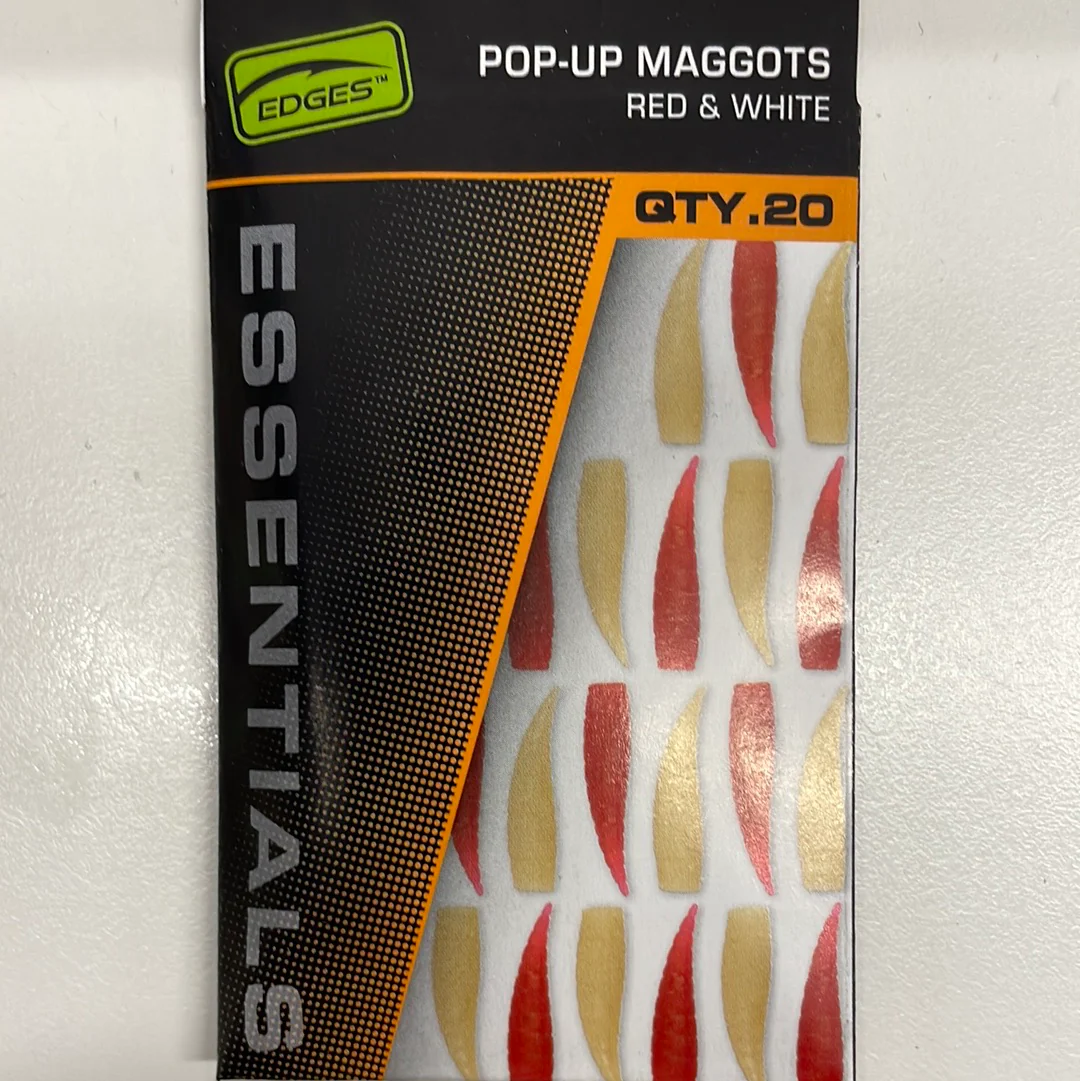 EDGES™
POP-UP MAGGOTS
RED & WHITE
QTY.20
ESSENTIALS